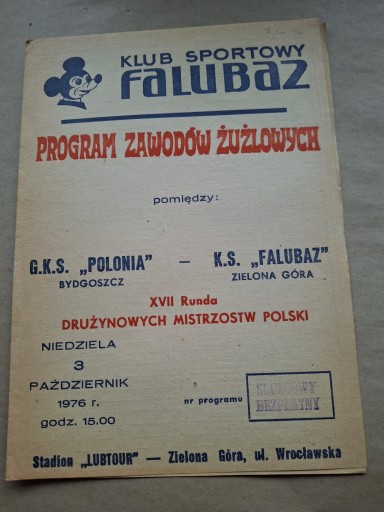 KLUB SPORTOWY
FALUBAZ
PROGRAM ZAWODÓW ŻUŻLOWYCH
pomiędzy:
G.K.S. „POLONIA" — K.S. „FALUBAZ"
BYDGOSZCZ ZIELONA GÓRA
XVII Runda
DRUŻYNOWYCH MISTRZOSTW POLSKI
NIEDZIELA
3
PAŹDZIERNIK
1976 r.
godz. 15.00
nr programu
SŁUŻBOWY
BEZPŁATNY
Stadion „LUBTOUR" — Zielona Góra, ul. Wrocławska